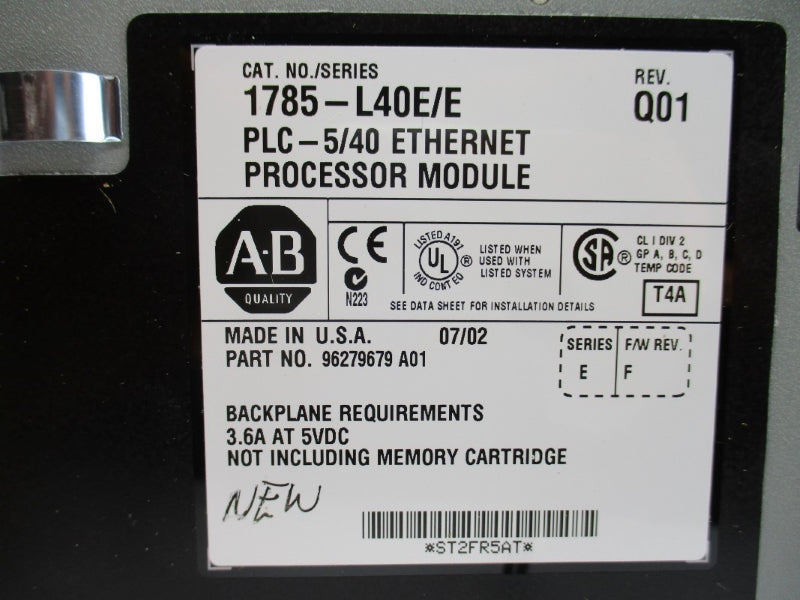 CAT. NO./SERIES
1785-L40E/E
REV.
Q01
PLC-5/40 ETHERNET
PROCESSOR MODULE
A·B
QUALITY
CE
N223
LISTED A191
UL
®
IND CONT EQ
LISTED WHEN
USED WITH
LISTED SYSTEM
SA
®
CL I DIV 2
GP A, B, C, D
TEMP CODE
T4A
SEE DATA SHEET FOR INSTALLATION DETAILS
MADE IN U.S.A. 07/02
PART NO. 96279679 A01
SERIES F/W REV.
E F
BACKPLANE REQUIREMENTS
3.6A AT 5VDC
NOT INCLUDING MEMORY CARTRIDGE
NEW
*ST2FR5AT*